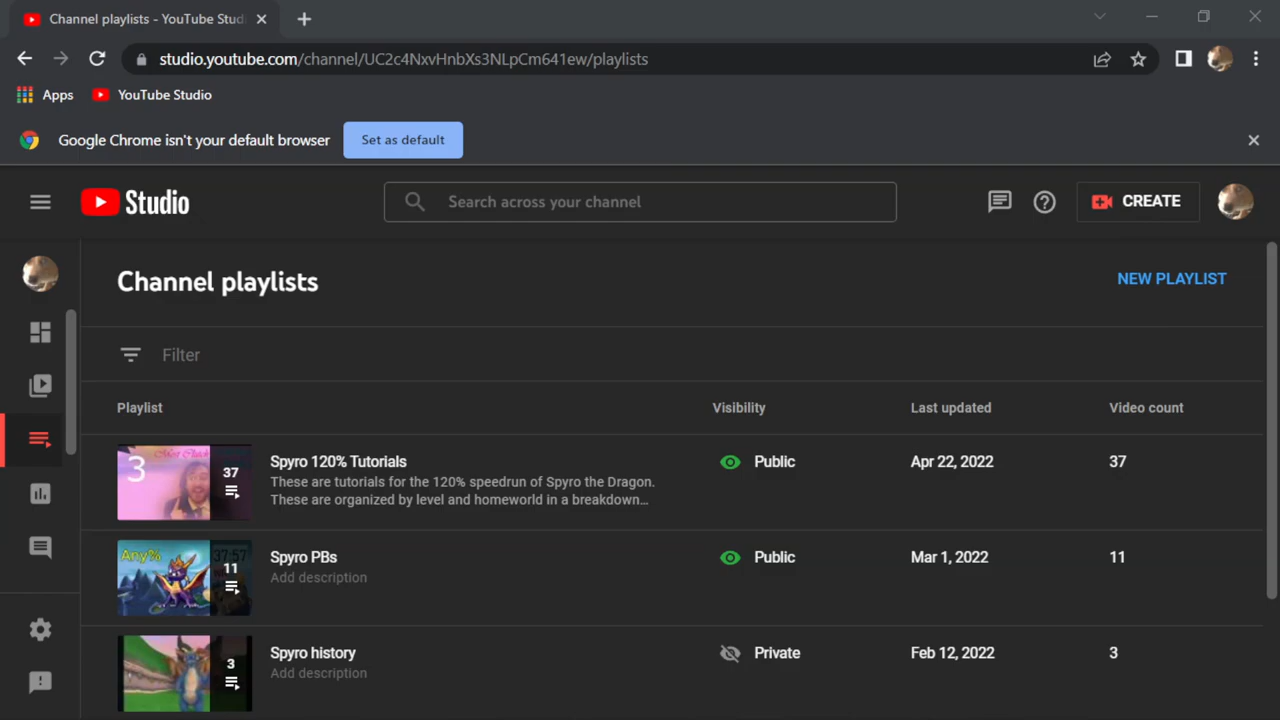 Channel playlists - YouTube Stud
studio.youtube.com/channel/UC2c4NxvHnbXs3NLpCm641ew/playlists
Apps YouTube Studio
Google Chrome isn't your default browser Set as default
Studio Search across your channel CREATE
Channel playlists NEW PLAYLIST
Filter
Playlist Visibility Last updated Video count
3 37 Spyro 120% Tutorials Public Apr 22, 2022 37
These are tutorials for the 120% speedrun of Spyro the Dragon.
These are organized by level and homeworld in a breakdown...
Any% 37:57 11 Spyro PBs Public Mar 1, 2022 11
Add description
3 Spyro history Private Feb 12, 2022 3
Add description